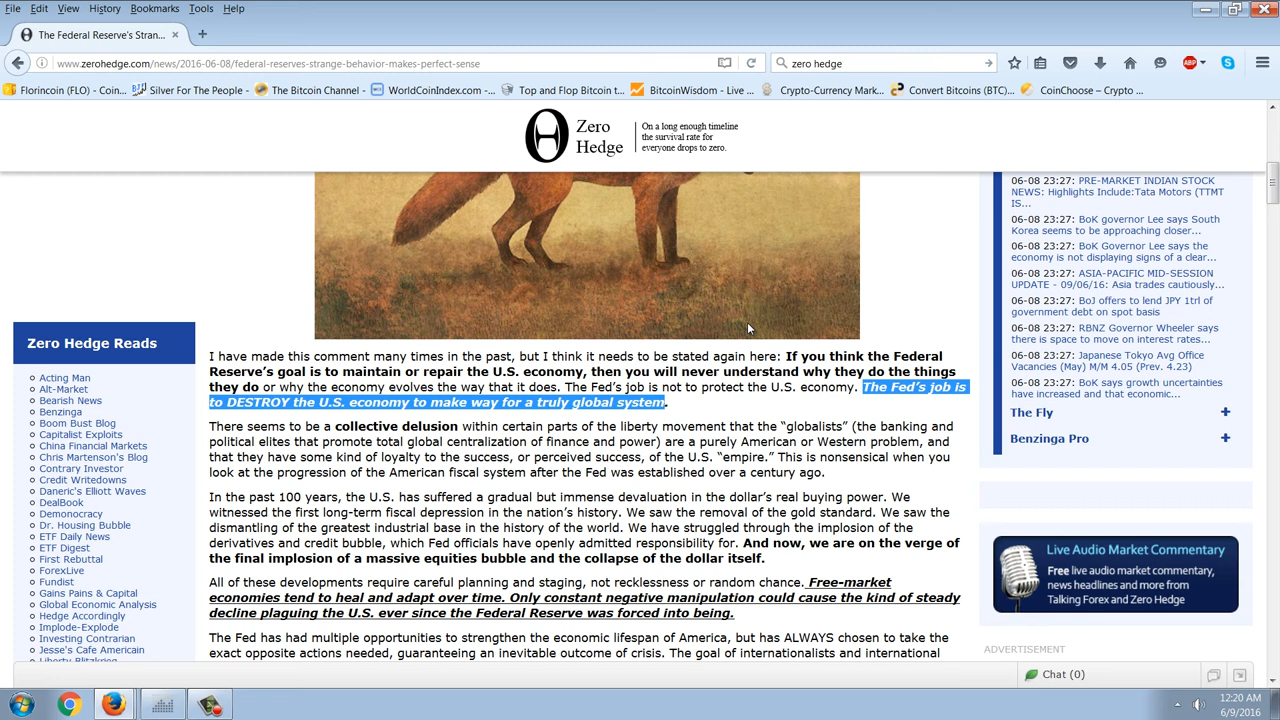 File Edit View History Bookmarks Tools Help
The Federal Reserve's Stran...
www.zerohedge.com/news/2016-06-08/federal-reserves-strange-behavior-makes-perfect-sense
zero hedge
ABP
Florincoin (FLO) - Coin...
Silver For The People -
The Bitcoin Channel -
WorldCoinIndex.com -...
Top and Flop Bitcoin t...
BitcoinWisdom - Live ...
Crypto-Currency Mark...
Convert Bitcoins (BTC)...
CoinChoose – Crypto ...
Zero
Hedge
On a long enough timeline
the survival rate for
everyone drops to zero.
Zero Hedge Reads
Acting Man
Alt-Market
Bearish News
Benzinga
Boom Bust Blog
Capitalist Exploits
China Financial Markets
Chris Martenson's Blog
Contrary Investor
Credit Writedowns
Daneric's Elliott Waves
DealBook
Demonocracy
Dr. Housing Bubble
ETF Daily News
ETF Digest
First Rebuttal
ForexLive
Fundist
Gains Pains & Capital
Global Economic Analysis
Hedge Accordingly
Implode-Explode
Investing Contrarian
Jesse's Cafe Americain
Liberty Blitzkrieg
I have made this comment many times in the past, but I think it needs to be stated again here: If you think the Federal
Reserve’s goal is to maintain or repair the U.S. economy, then you will never understand why they do the things
they do or why the economy evolves the way that it does. The Fed’s job is not to protect the U.S. economy. The Fed’s job is
to DESTROY the U.S. economy to make way for a truly global system.
There seems to be a collective delusion within certain parts of the liberty movement that the “globalists” (the banking and
political elites that promote total global centralization of finance and power) are a purely American or Western problem, and
that they have some kind of loyalty to the success, or perceived success, of the U.S. “empire.” This is nonsensical when you
look at the progression of the American fiscal system after the Fed was established over a century ago.
In the past 100 years, the U.S. has suffered a gradual but immense devaluation in the dollar’s real buying power. We
witnessed the first long-term fiscal depression in the nation’s history. We saw the removal of the gold standard. We saw the
dismantling of the greatest industrial base in the history of the world. We have struggled through the implosion of the
derivatives and credit bubble, which Fed officials have openly admitted responsibility for. And now, we are on the verge of
the final implosion of a massive equities bubble and the collapse of the dollar itself.
All of these developments require careful planning and staging, not recklessness or random chance. Free-market
economies tend to heal and adapt over time. Only constant negative manipulation could cause the kind of steady
decline plaguing the U.S. ever since the Federal Reserve was forced into being.
The Fed has had multiple opportunities to strengthen the economic lifespan of America, but has ALWAYS chosen to take the
exact opposite actions needed, guaranteeing an inevitable outcome of crisis. The goal of internationalists and international
06-08 23:27: PRE-MARKET INDIAN STOCK
NEWS: Highlights Include:Tata Motors (TTMT
IS...
06-08 23:27: BoK governor Lee says South
Korea seems to be approaching closer...
06-08 23:27: BoK Governor Lee says the
economy is not displaying signs of a clear...
06-08 23:27: ASIA-PACIFIC MID-SESSION
UPDATE - 09/06/16: Asia trades cautiously...
06-08 23:27: BoJ offers to lend JPY 1trl of
government debt on spot basis
06-08 23:27: RBNZ Governor Wheeler says
there is space to move on interest rates...
06-08 23:27: Japanese Tokyo Avg Office
Vacancies (May) M/M 4.05 (Prev. 4.23)
06-08 23:27: BoK says growth uncertainties
have increased and that economic...
The Fly +
Benzinga Pro +
Live Audio Market Commentary
Free live audio market commentary,
news headlines and more from
Talking Forex and Zero Hedge
ADVERTISEMENT
Chat (0)
12:20 AM
6/9/2016